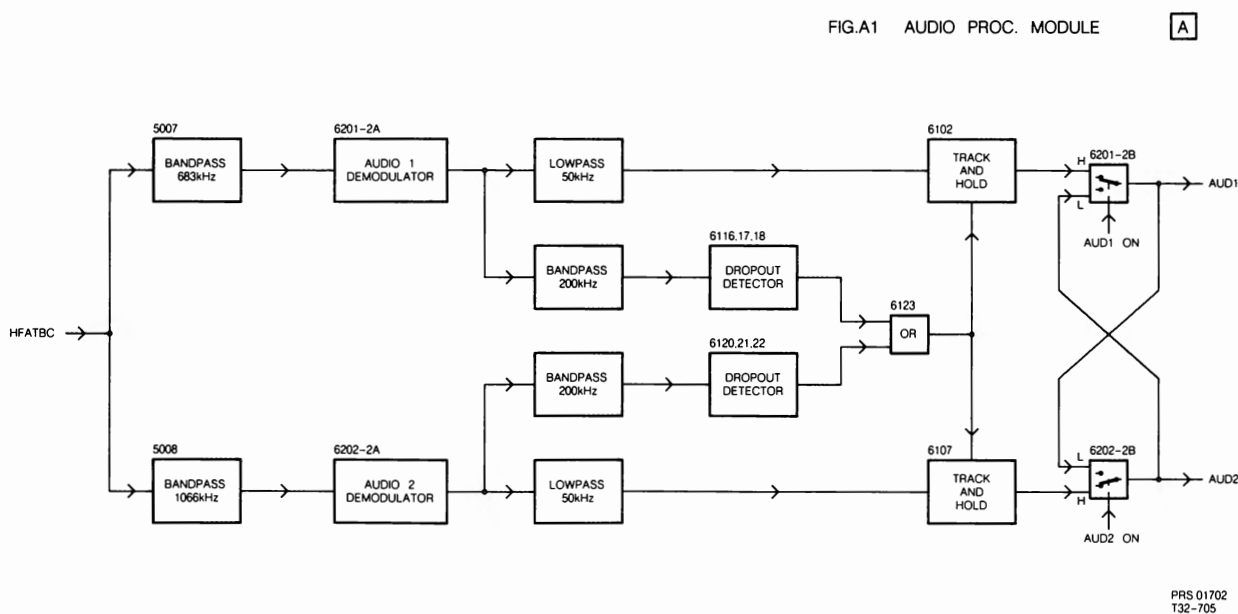 FIG.A1 AUDIO PROC. MODULE A
5007
BANDPASS
683kHz
6201-2A
AUDIO 1
DEMODULATOR
LOWPASS
50kHz
6102
TRACK
AND
HOLD
H
L
6201-2B
AUD1
AUD1 ON
BANDPASS
200kHz
6116,17,18
DROPOUT
DETECTOR
HFATBC
6123
OR
BANDPASS
200kHz
6120,21,22
DROPOUT
DETECTOR
5008
BANDPASS
1066kHz
6202-2A
AUDIO 2
DEMODULATOR
LOWPASS
50kHz
6107
TRACK
AND
HOLD
L
H
6202-2B
AUD2
AUD2 ON
PRS 01702
T32-705